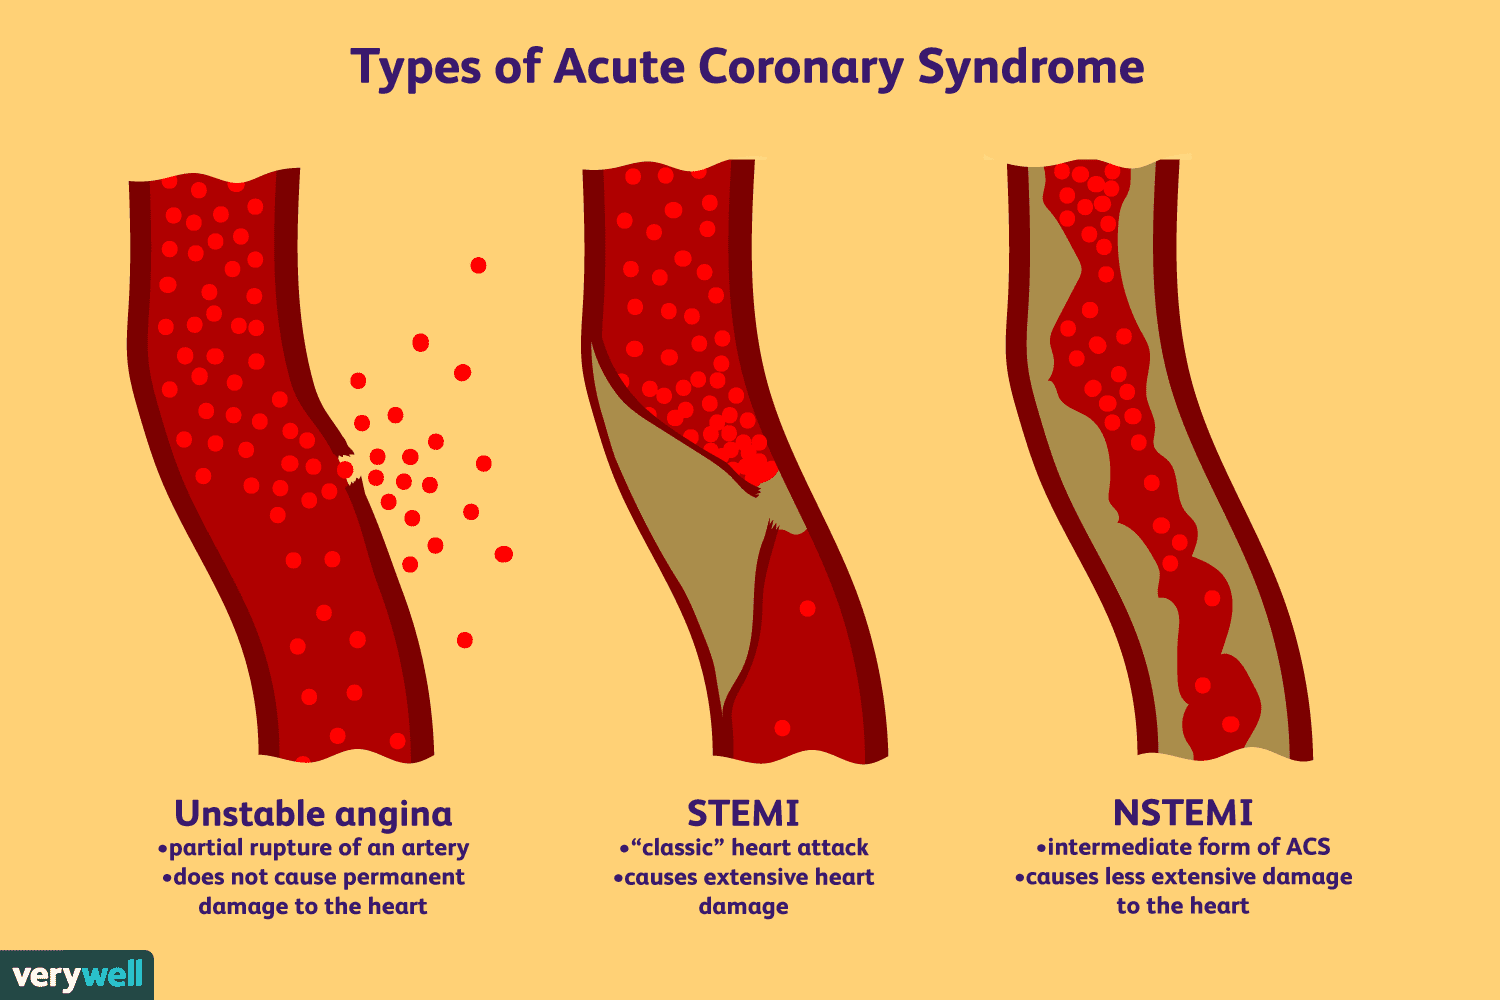 Types of Acute Coronary Syndrome
Unstable angina
•partial rupture of an artery
•does not cause permanent
damage to the heart
STEMI
•“classic” heart attack
•causes extensive heart
damage
NSTEMI
•intermediate form of ACS
•causes less extensive damage
to the heart
verywell